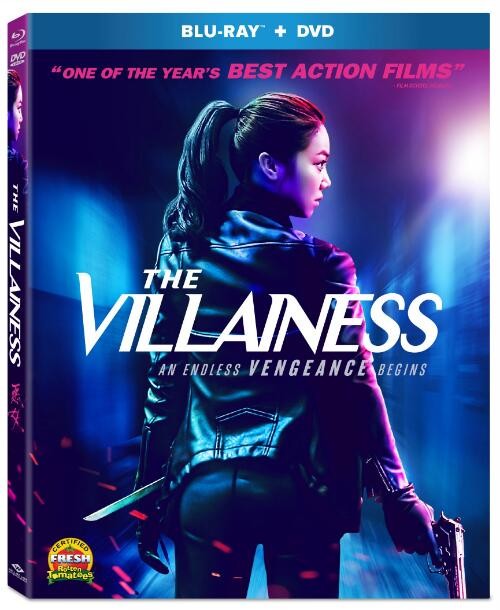 BLU-RAY™ + DVD
“ONE OF THE YEAR’S BEST ACTION FILMS”
THE
VILLAINESS
AN ENDLESS VENGEANCE BEGINS
CERTIFIED
FRESH
Rotten
Tomatoes
DVD
THE VILLAINESS